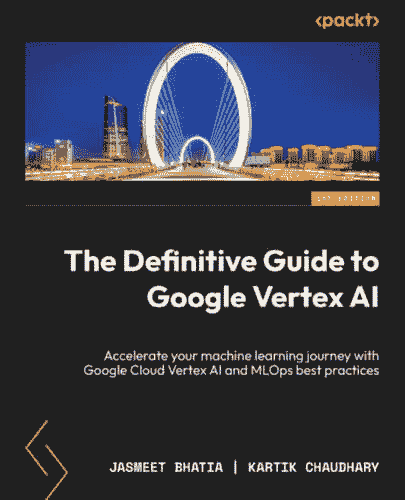 <packt>
1ST EDITION
The Definitive Guide to
Google Vertex AI
Accelerate your machine learning journey with
Google Cloud Vertex AI and MLOps best practices
JASMEET BHATIA | KARTIK CHAUDHARY